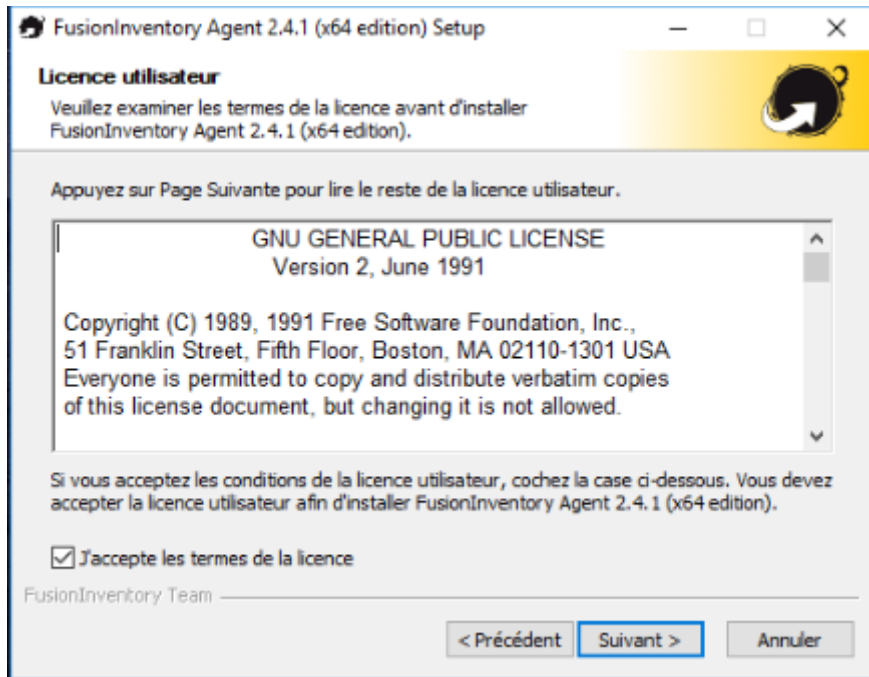 FusionInventory Agent 2.4.1 (x64 edition) Setup
Licence utilisateur
Veuillez examiner les termes de la licence avant d'installer
FusionInventory Agent 2.4.1 (x64 edition).
Appuyez sur Page Suivante pour lire le reste de la licence utilisateur.
GNU GENERAL PUBLIC LICENSE
Version 2, June 1991
Copyright (C) 1989, 1991 Free Software Foundation, Inc.,
51 Franklin Street, Fifth Floor, Boston, MA 02110-1301 USA
Everyone is permitted to copy and distribute verbatim copies
of this license document, but changing it is not allowed.
Si vous acceptez les conditions de la licence utilisateur, cochez la case ci-dessous. Vous devez
accepter la licence utilisateur afin d'installer FusionInventory Agent 2.4.1 (x64 edition).
J'accepte les termes de la licence
FusionInventory Team
< Précédent Suivant > Annuler